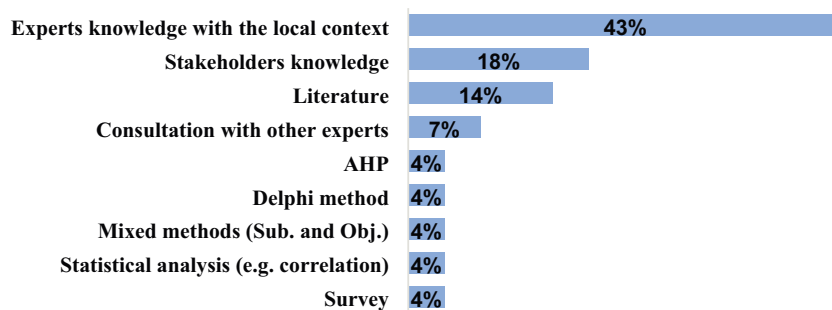 Experts knowledge with the local context 43%
Stakeholders knowledge 18%
Literature 14%
Consultation with other experts 7%
AHP 4%
Delphi method 4%
Mixed methods (Sub. and Obj.) 4%
Statistical analysis (e.g. correlation) 4%
Survey 4%